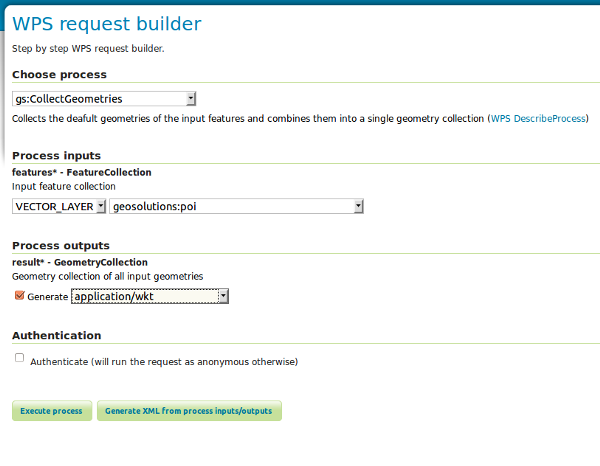 WPS request builder
Step by step WPS request builder.
Choose process
gs:CollectGeometries
Collects the deafult geometries of the input features and combines them into a single geometry collection (WPS DescribeProcess)
Process inputs
features* - FeatureCollection
Input feature collection
VECTOR_LAYER geosolutions:poi
Process outputs
result* - GeometryCollection
Geometry collection of all input geometries
Generate application/wkt
Authentication
Authenticate (will run the request as anonymous otherwise)
Execute process Generate XML from process inputs/outputs